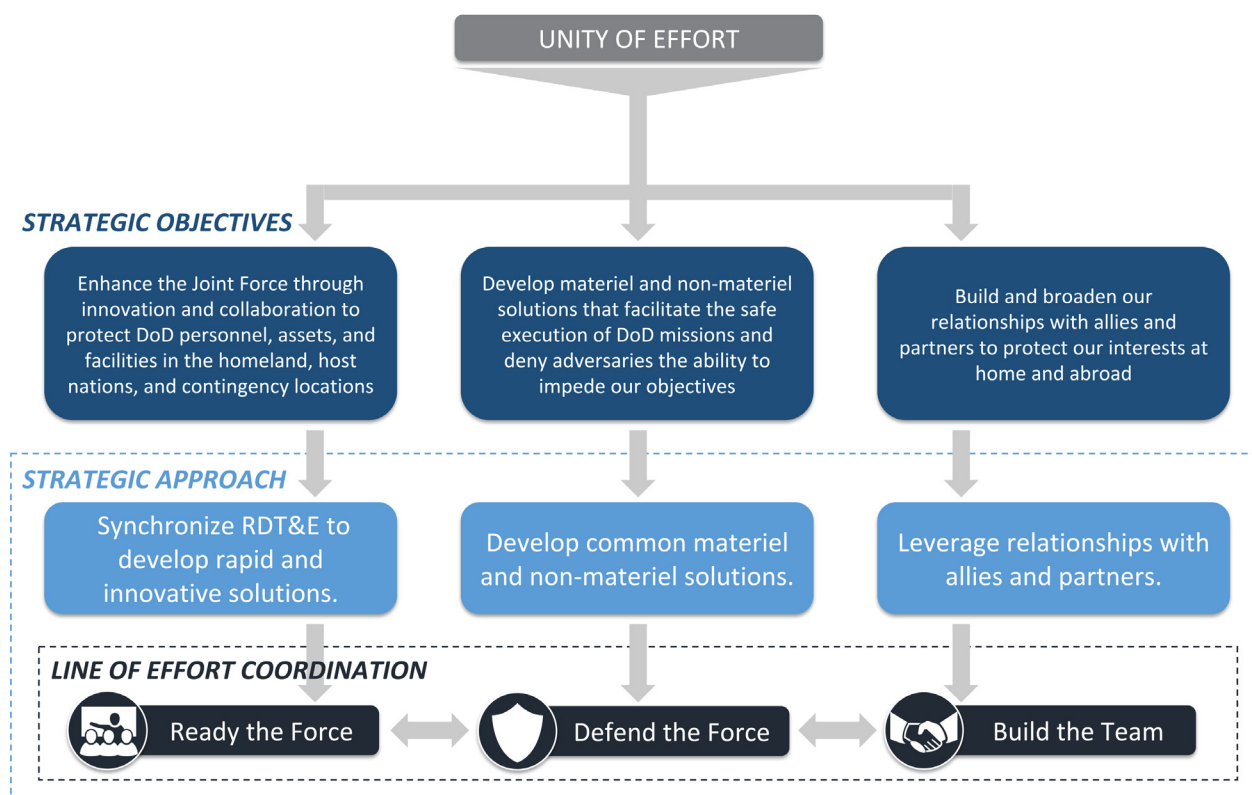 UNITY OF EFFORT
STRATEGIC OBJECTIVES
Enhance the Joint Force through
innovation and collaboration to
protect DoD personnel, assets, and
facilities in the homeland, host
nations, and contingency locations
Develop materiel and non-materiel
solutions that facilitate the safe
execution of DoD missions and
deny adversaries the ability to
impede our objectives
Build and broaden our
relationships with allies and
partners to protect our interests at
home and abroad
STRATEGIC APPROACH
Synchronize RDT&E to
develop rapid and
innovative solutions.
Develop common materiel
and non-materiel solutions.
Leverage relationships with
allies and partners.
LINE OF EFFORT COORDINATION
Ready the Force
Defend the Force
Build the Team